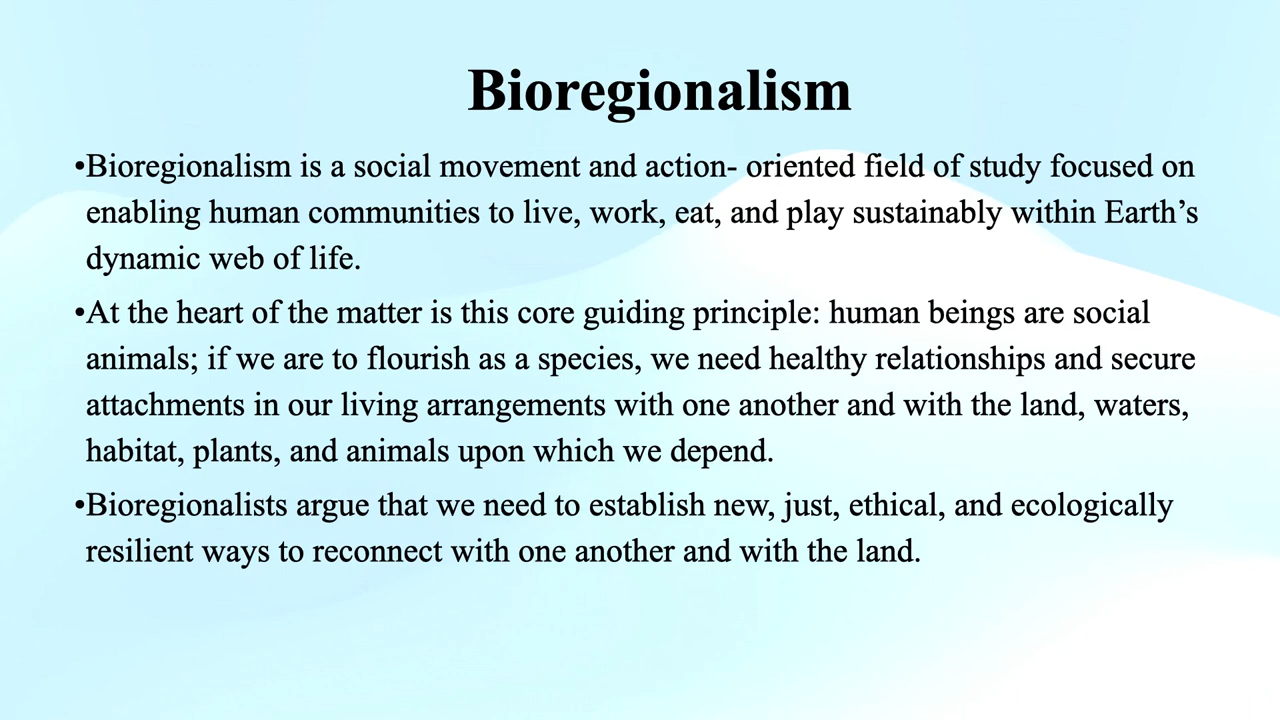 Bioregionalism
•Bioregionalism is a social movement and action- oriented field of study focused on
enabling human communities to live, work, eat, and play sustainably within Earth’s
dynamic web of life.
•At the heart of the matter is this core guiding principle: human beings are social
animals; if we are to flourish as a species, we need healthy relationships and secure
attachments in our living arrangements with one another and with the land, waters,
habitat, plants, and animals upon which we depend.
•Bioregionalists argue that we need to establish new, just, ethical, and ecologically
resilient ways to reconnect with one another and with the land.